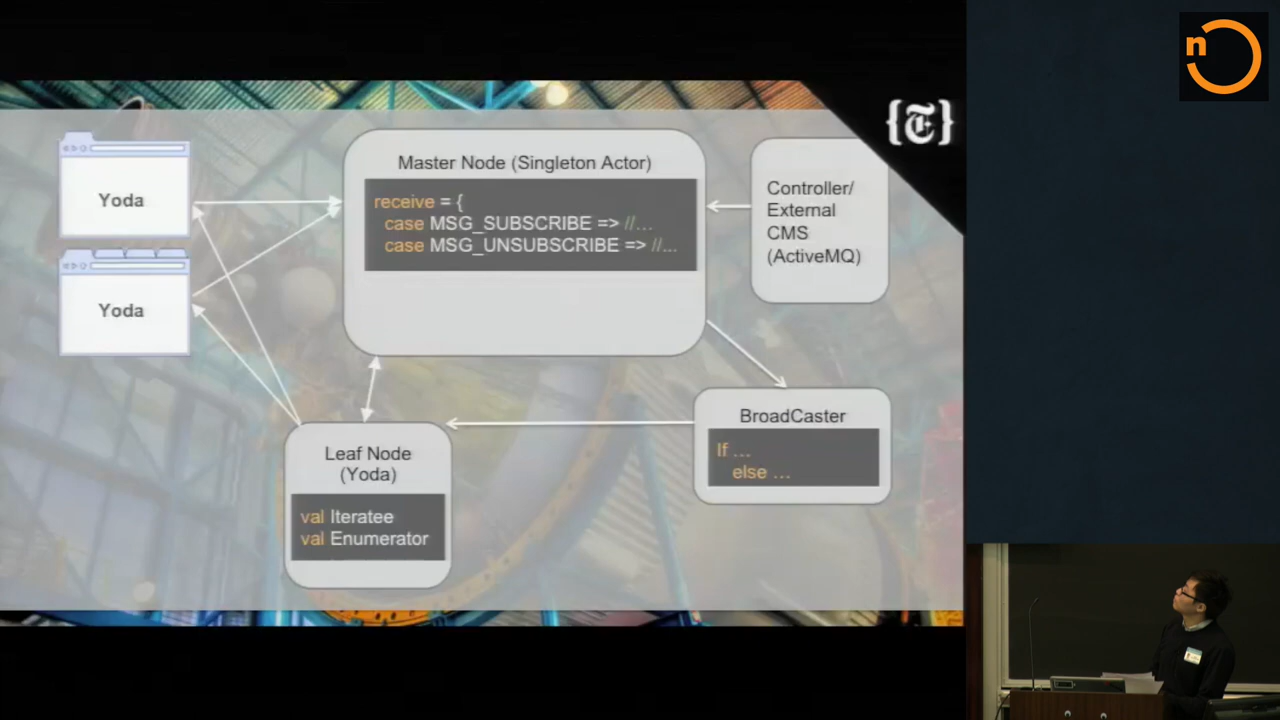 Yoda
Yoda
Master Node (Singleton Actor)
receive = {
case MSG_SUBSCRIBE => //...
case MSG_UNSUBSCRIBE => //...
Controller/
External
CMS
(ActiveMQ)
Leaf Node
(Yoda)
val Iteratee
val Enumerator
BroadCaster
If ...
else ...
{T}
n